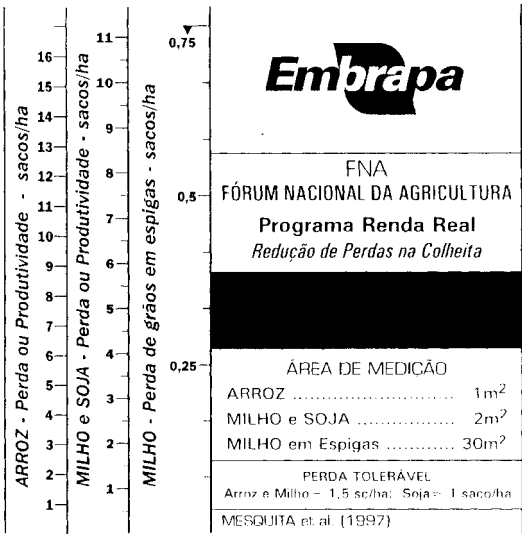 ARROZ - Perda ou Produtividade - sacos/ha
16
15
14
13
12
11
10
9
8
7
6
5
4
3
2
1
MILHO e SOJA - Perda ou Produtividade - sacos/ha
11
10
9
8
7
6
5
4
3
2
1
MILHO - Perda de grãos em espigas - sacos/ha
0,75
0,5
0,25
Embrapa
FNA
FÓRUM NACIONAL DA AGRICULTURA
Programa Renda Real
Redução de Perdas na Colheita
ÁREA DE MEDIÇÃO
ARROZ ............................ 1m²
MILHO e SOJA .................. 2m²
MILHO em Espigas ............ 30m²
PERDA TOLERÁVEL
Arroz e Milho = 1,5 sc/ha; Soja = 1 saco/ha
MESQUITA et al. (1997)